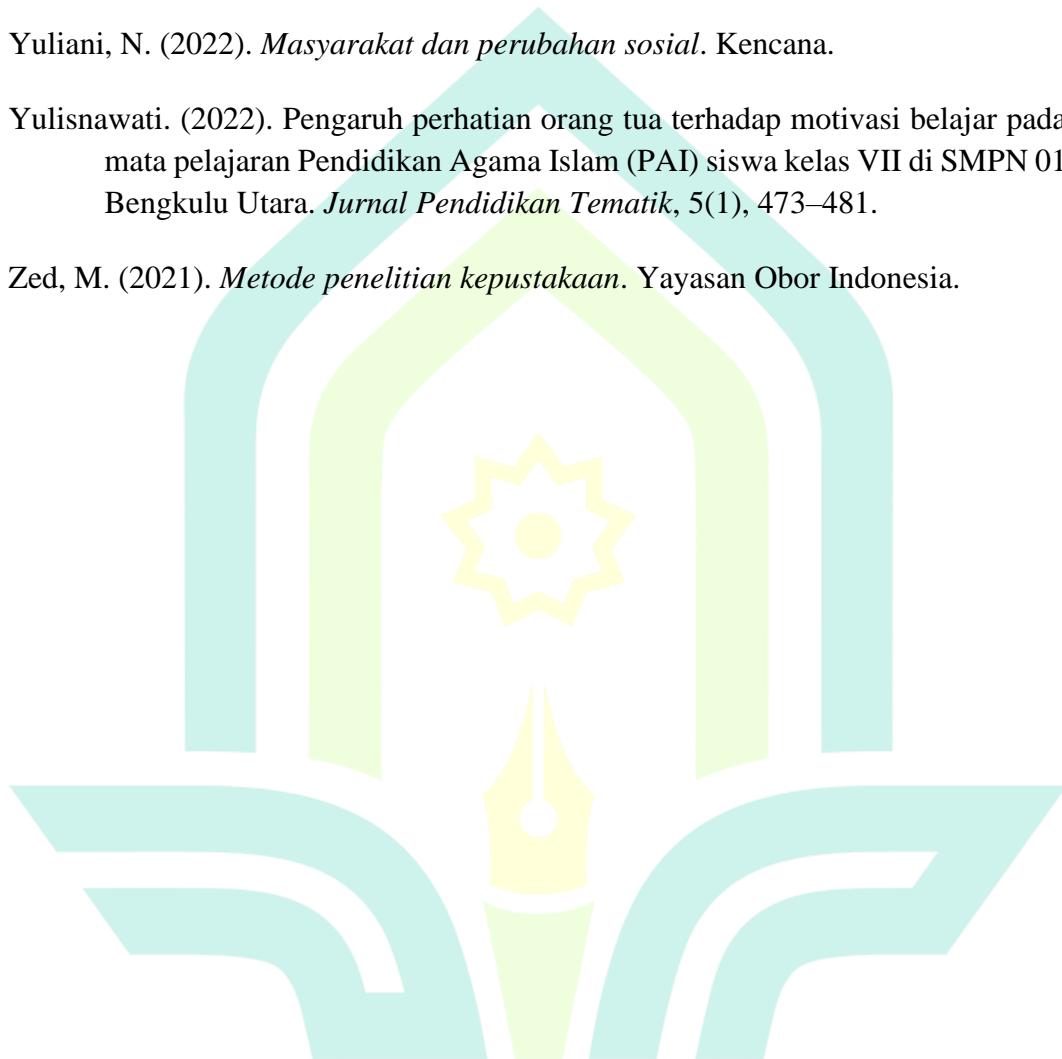 Yuliani, N. (2022). Masyarakat dan perubahan sosial. Kencana.
Yulisnawati. (2022). Pengaruh perhatian orang tua terhadap motivasi belajar pada
mata pelajaran Pendidikan Agama Islam (PAI) siswa kelas VII di SMPN 01
Bengkulu Utara. Jurnal Pendidikan Tematik, 5(1), 473–481.
Zed, M. (2021). Metode penelitian kepustakaan. Yayasan Obor Indonesia.